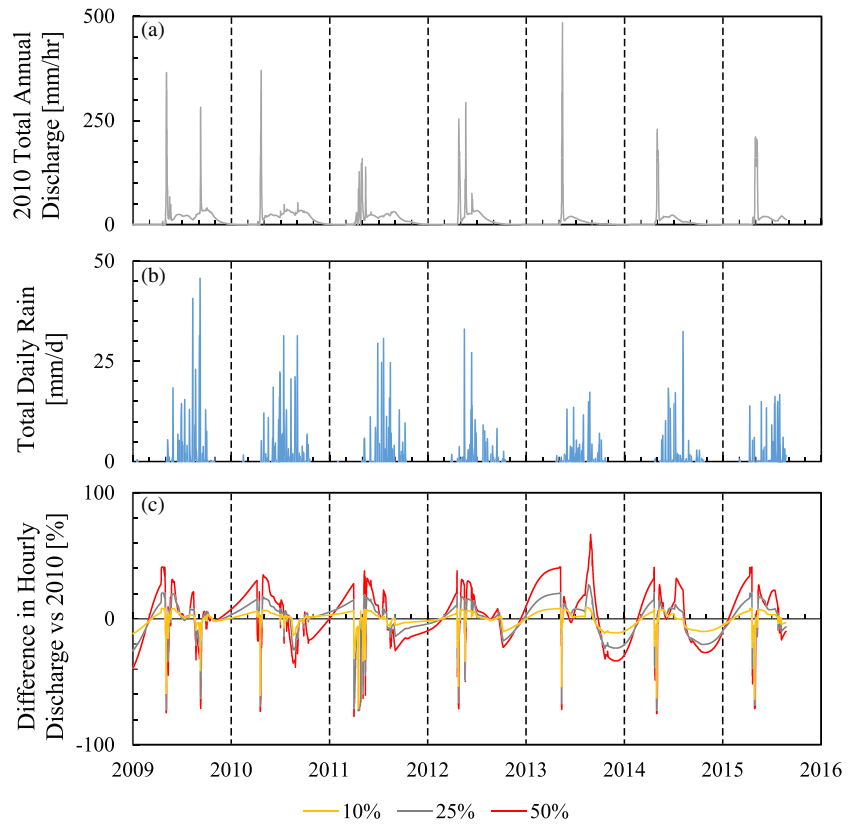 (a)
500
250
0
2010 Total Annual
Discharge [mm/hr]
(b)
50
25
0
Total Daily Rain
[mm/d]
(c)
100
0
-100
Difference in Hourly
Discharge vs 2010 [%]
2009 2010 2011 2012 2013 2014 2015 2016
10% 25% 50%